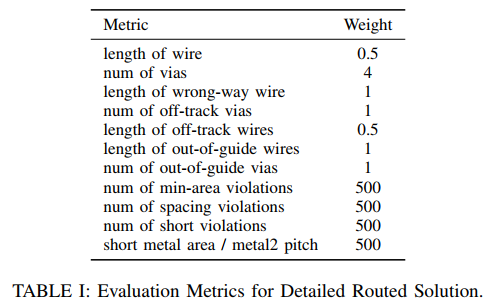 Metric Weight
length of wire 0.5
num of vias 4
length of wrong-way wire 1
num of off-track vias 1
length of off-track wires 0.5
length of out-of-guide wires 1
num of out-of-guide vias 1
num of min-area violations 500
num of spacing violations 500
num of short violations 500
short metal area / metal2 pitch 500
TABLE I: Evaluation Metrics for Detailed Routed Solution.